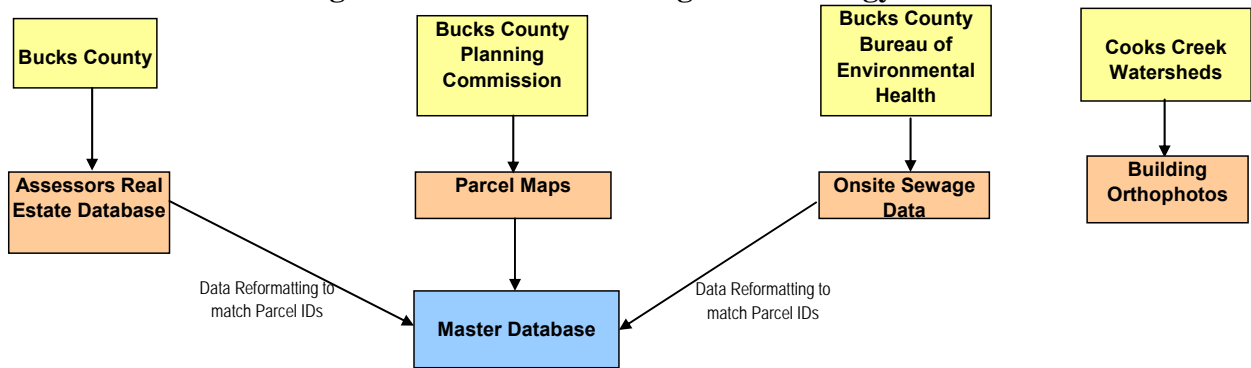 Bucks County
Bucks County
Planning
Commission
Bucks County
Bureau of
Environmental
Health
Cooks Creek
Watersheds
Assessors Real
Estate Database
Parcel Maps
Onsite Sewage
Data
Building
Orthophotos
Data Reformatting to
match Parcel IDs
Data Reformatting to
match Parcel IDs
Master Database